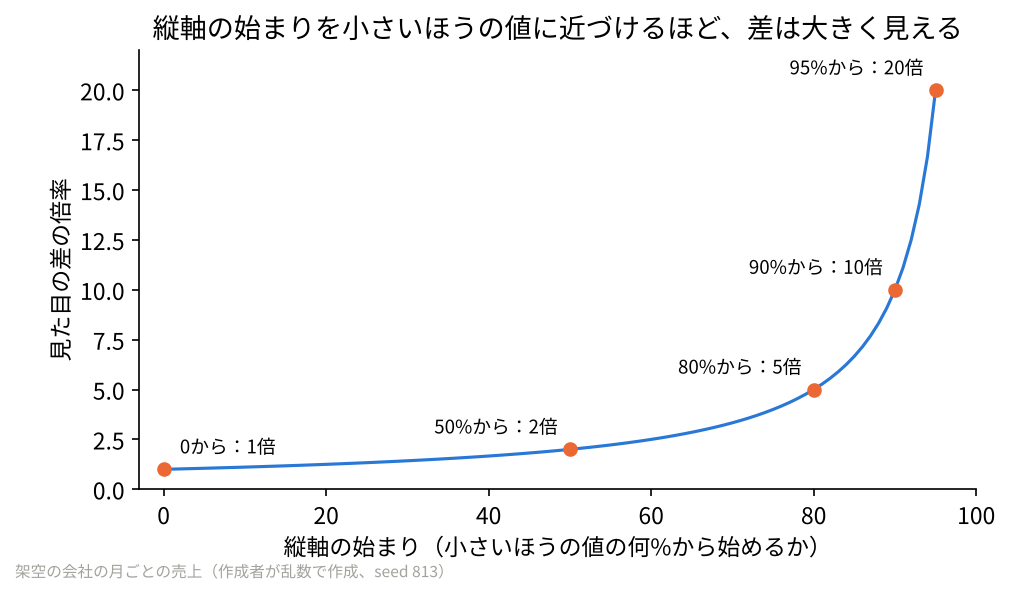 縦軸の始まりを小さいほうの値に近づけるほど、差は大きく見える
見た目の差の倍率
20.0
17.5
15.0
12.5
10.0
7.5
5.0
2.5
0.0
95%から：20倍
90%から：10倍
80%から：5倍
50%から：2倍
0から：1倍
0
20
40
60
80
100
縦軸の始まり（小さいほうの値の何%から始めるか）
架空の会社の月ごとの売上（作成者が乱数で作成、seed 813）